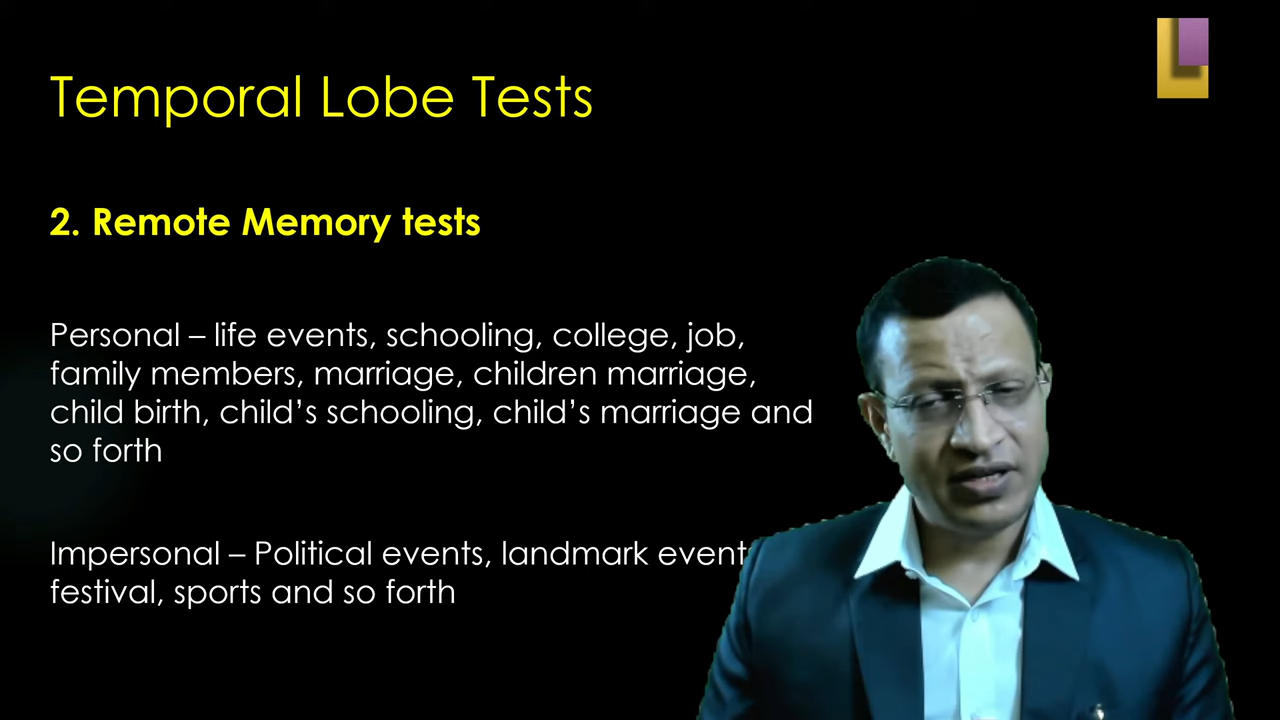 Temporal Lobe Tests
2. Remote Memory tests
Personal – life events, schooling, college, job,
family members, marriage, children marriage,
child birth, child’s schooling, child’s marriage and
so forth
Impersonal – Political events, landmark event
festival, sports and so forth